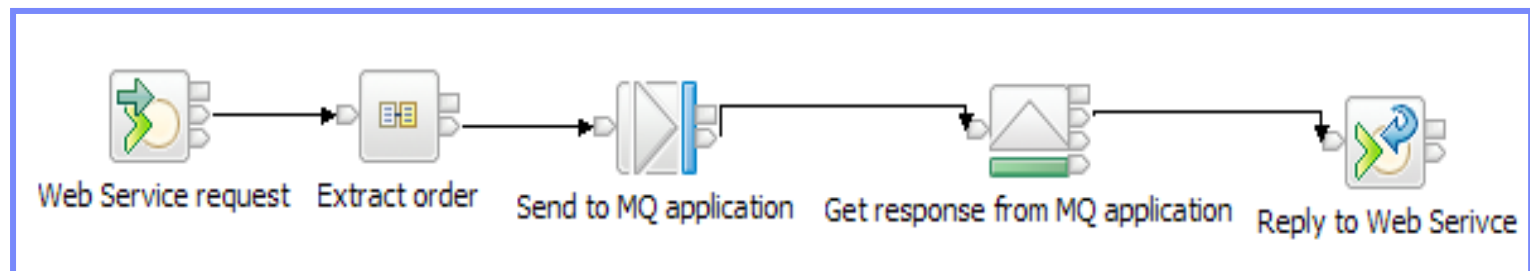 Web Service request
Extract order
Send to MQ application
Get response from MQ application
Reply to Web Serivce